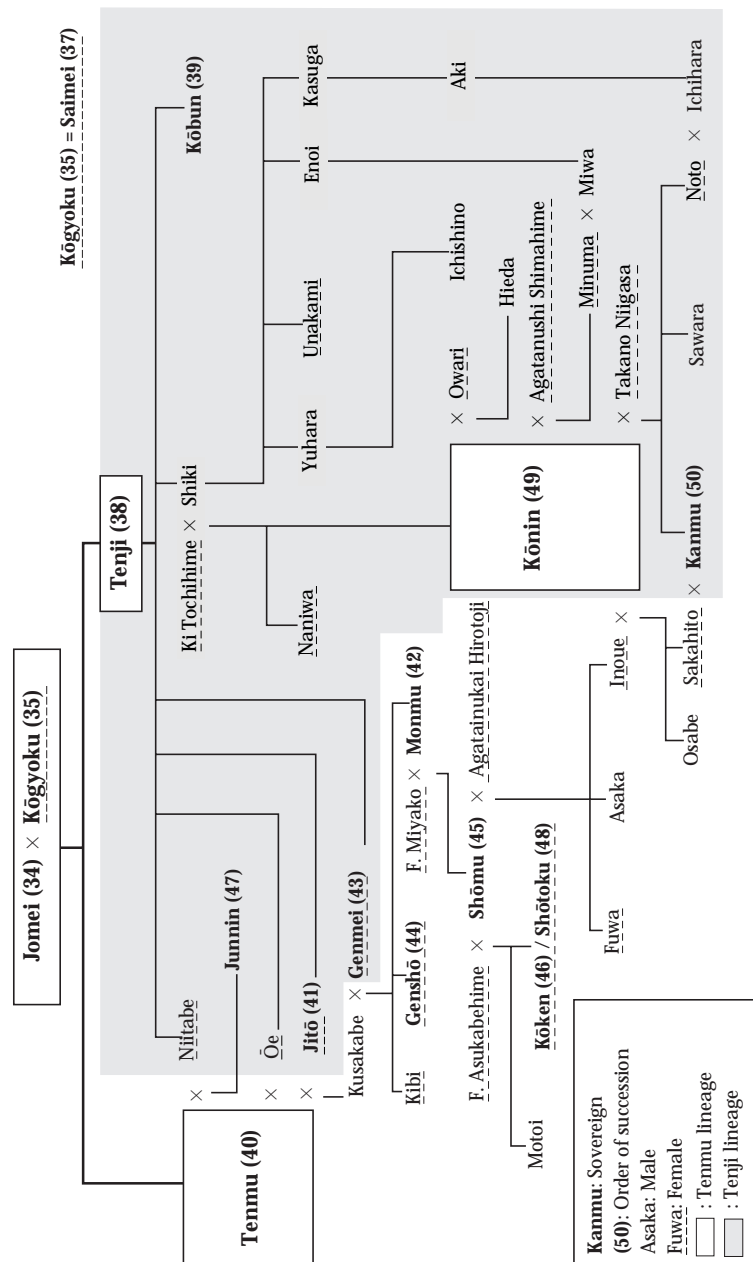 Jomei (34) × Kōgyoku (35)
Kōgyoku (35) = Saimei (37)
Tenmu (40)
Tenji (38)
×
Niitabe
Junnin (47)
×
Ōe
×
Jitō (41)
Ki Tochihime × Shiki
Kōbun (39)
Naniwa
Yuhara
Unakami
Enoi
Kasuga
Kusakabe × Genmei (43)
Kibi
Genshō (44)
F. Miyako × Monmu (42)
Ichishino
Aki
F. Asukabehime × Shōmu (45) × Agatainukai Hirotoji
Kōnin (49)
× Owari
Hieda
× Agatanushi Shimahime
Minuma × Miwa
× Takano Niigasa
Motoi
Kōken (46) / Shōtoku (48)
Fuwa
Asaka
Inoue ×
Osabe
Sakahito × Kanmu (50)
Sawara
Noto × Ichihara
Kanmu: Sovereign
(50): Order of succession
Asaka: Male
Fuwa: Female
: Tenmu lineage
: Tenji lineage